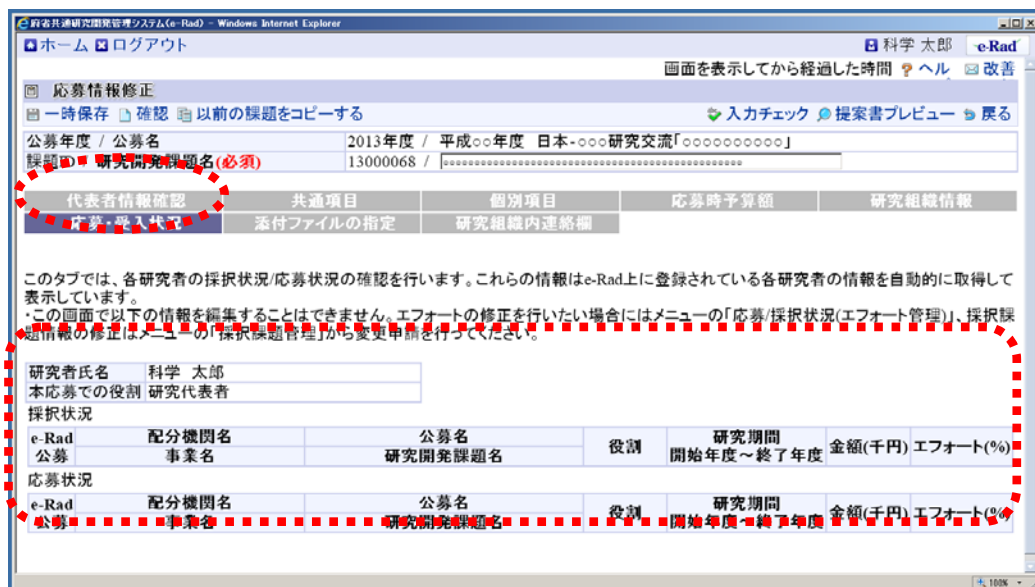 府省共通研究開発管理システム(e-Rad) - Windows Internet Explorer
ホーム ログアウト 科学 太郎 e-Rad
画面を表示してから経過した時間 ヘル 改善
応募情報修正
一時保存 確認 以前の課題をコピーする 入力チェック 提案書プレビュー 戻る
公募年度 / 公募名 2013年度 / 平成○○年度 日本-○○○研究交流「○○○○○○○○○○」
課題ID / 研究開発課題名(必須) 13000068 /
代表者情報確認 共通項目 個別項目 応募時予算額 研究組織情報
応募・受入状況 添付ファイルの指定 研究組織内連絡欄
このタブでは、各研究者の採択状況/応募状況の確認を行います。これらの情報はe-Rad上に登録されている各研究者の情報を自動的に取得して
表示しています。
・この画面で以下の情報を編集することはできません。エフォートの修正を行いたい場合にはメニューの「応募/採択状況(エフォート管理)」、採択課
題情報の修正はメニューの「採択課題管理」から変更申請を行ってください。
研究者氏名 科学 太郎
本応募での役割 研究代表者
採択状況
e-Rad 配分機関名 公募名 役割 研究期間 金額(千円) エフォート(%)
公募 事業名 研究開発課題名 開始年度～終了年度
応募状況
e-Rad 配分機関名 公募名 役割 研究期間 金額(千円) エフォート(%)
公募 事業名 研究開発課題名 開始年度～終了年度
100%